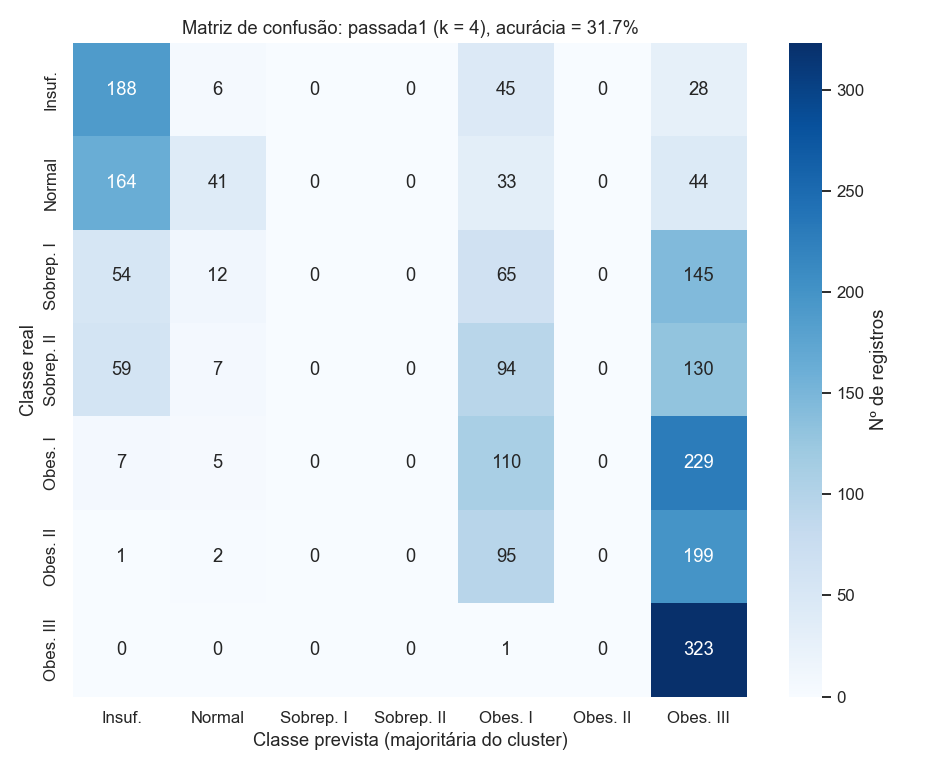 Matriz de confusão: passada1 (k = 4), acurácia = 31.7%
Classe real
Insuf. 188 6 0 0 45 0 28
Normal 164 41 0 0 33 0 44
Sobrep. I 54 12 0 0 65 0 145
Sobrep. II 59 7 0 0 94 0 130
Obes. I 7 5 0 0 110 0 229
Obes. II 1 2 0 0 95 0 199
Obes. III 0 0 0 0 1 0 323
Insuf. Normal Sobrep. I Sobrep. II Obes. I Obes. II Obes. III
Classe prevista (majoritária do cluster)
300
250
200
150
100
50
0
Nº de registros